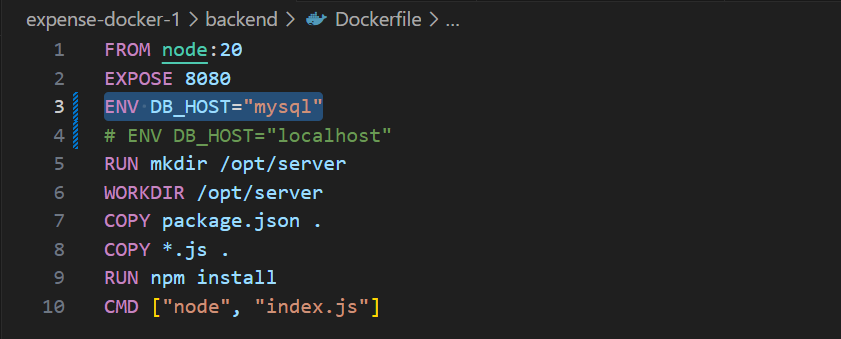 expense-docker-1 > backend > Dockerfile > ...
1 FROM node:20
2 EXPOSE 8080
3 ENV DB_HOST="mysql"
4 # ENV DB_HOST="localhost"
5 RUN mkdir /opt/server
6 WORKDIR /opt/server
7 COPY package.json .
8 COPY *.js .
9 RUN npm install
10 CMD ["node", "index.js"]